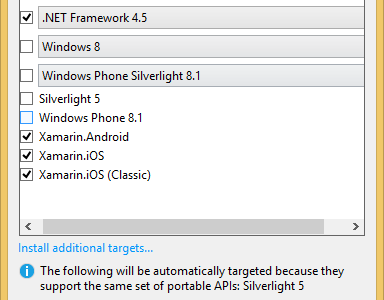 .NET Framework 4.5
Windows 8
Windows Phone Silverlight 8.1
Silverlight 5
Windows Phone 8.1
Xamarin.Android
Xamarin.iOS
Xamarin.iOS (Classic)
Install additional targets...
The following will be automatically targeted because they
support the same set of portable APIs: Silverlight 5